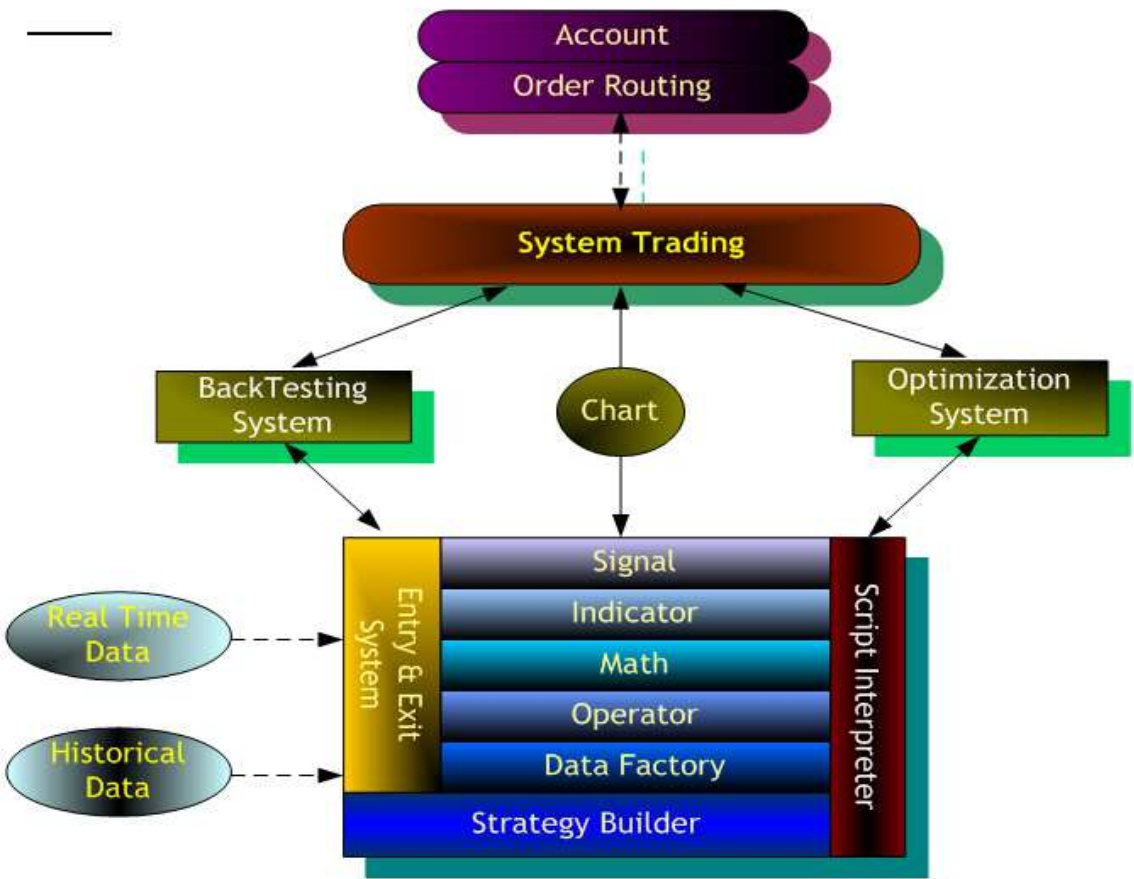 Account
Order Routing
System Trading
BackTesting
System
Chart
Optimization
System
Real Time
Data
Historical
Data
Entry & Exit
System
Signal
Indicator
Math
Operator
Data Factory
Strategy Builder
Script Interpreter